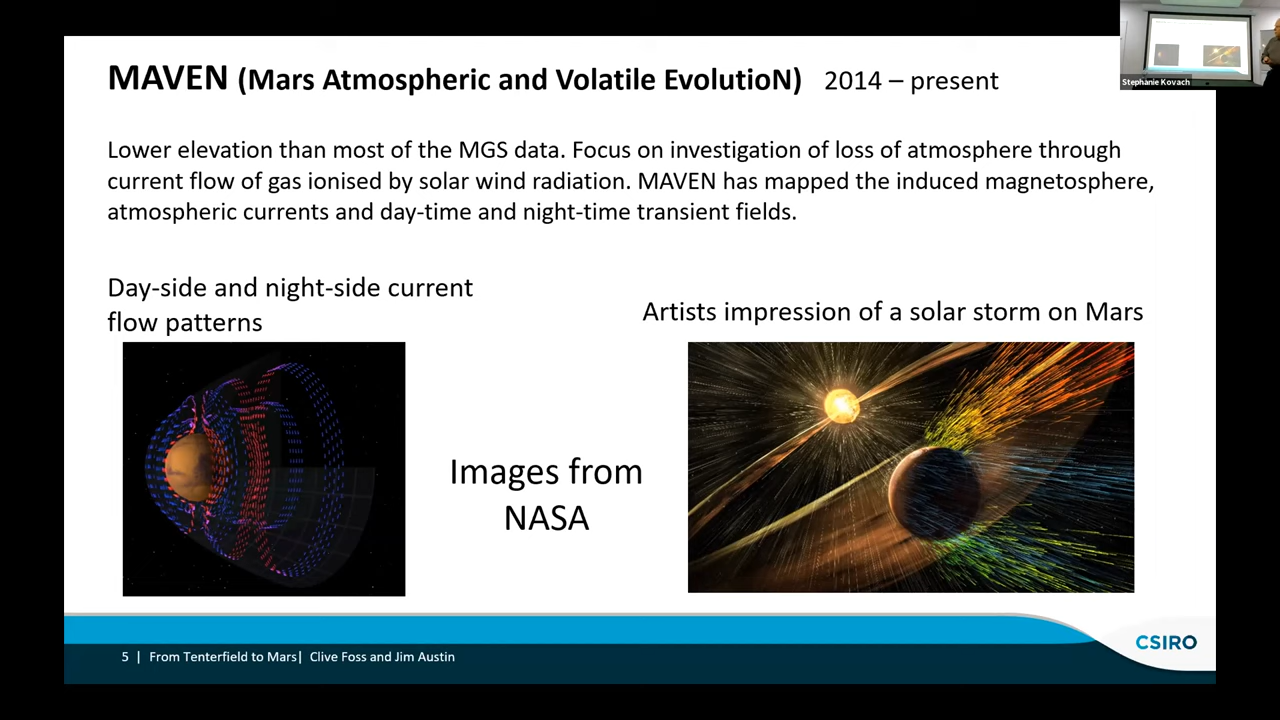 MAVEN (Mars Atmospheric and Volatile EvolutioN) 2014 – present
Stephanie Kovach
Lower elevation than most of the MGS data. Focus on investigation of loss of atmosphere through
current flow of gas ionised by solar wind radiation. MAVEN has mapped the induced magnetosphere,
atmospheric currents and day-time and night-time transient fields.
Day-side and night-side current
flow patterns
Artists impression of a solar storm on Mars
Images from
NASA
CSIRO
5 | From Tenterfield to Mars| Clive Foss and Jim Austin